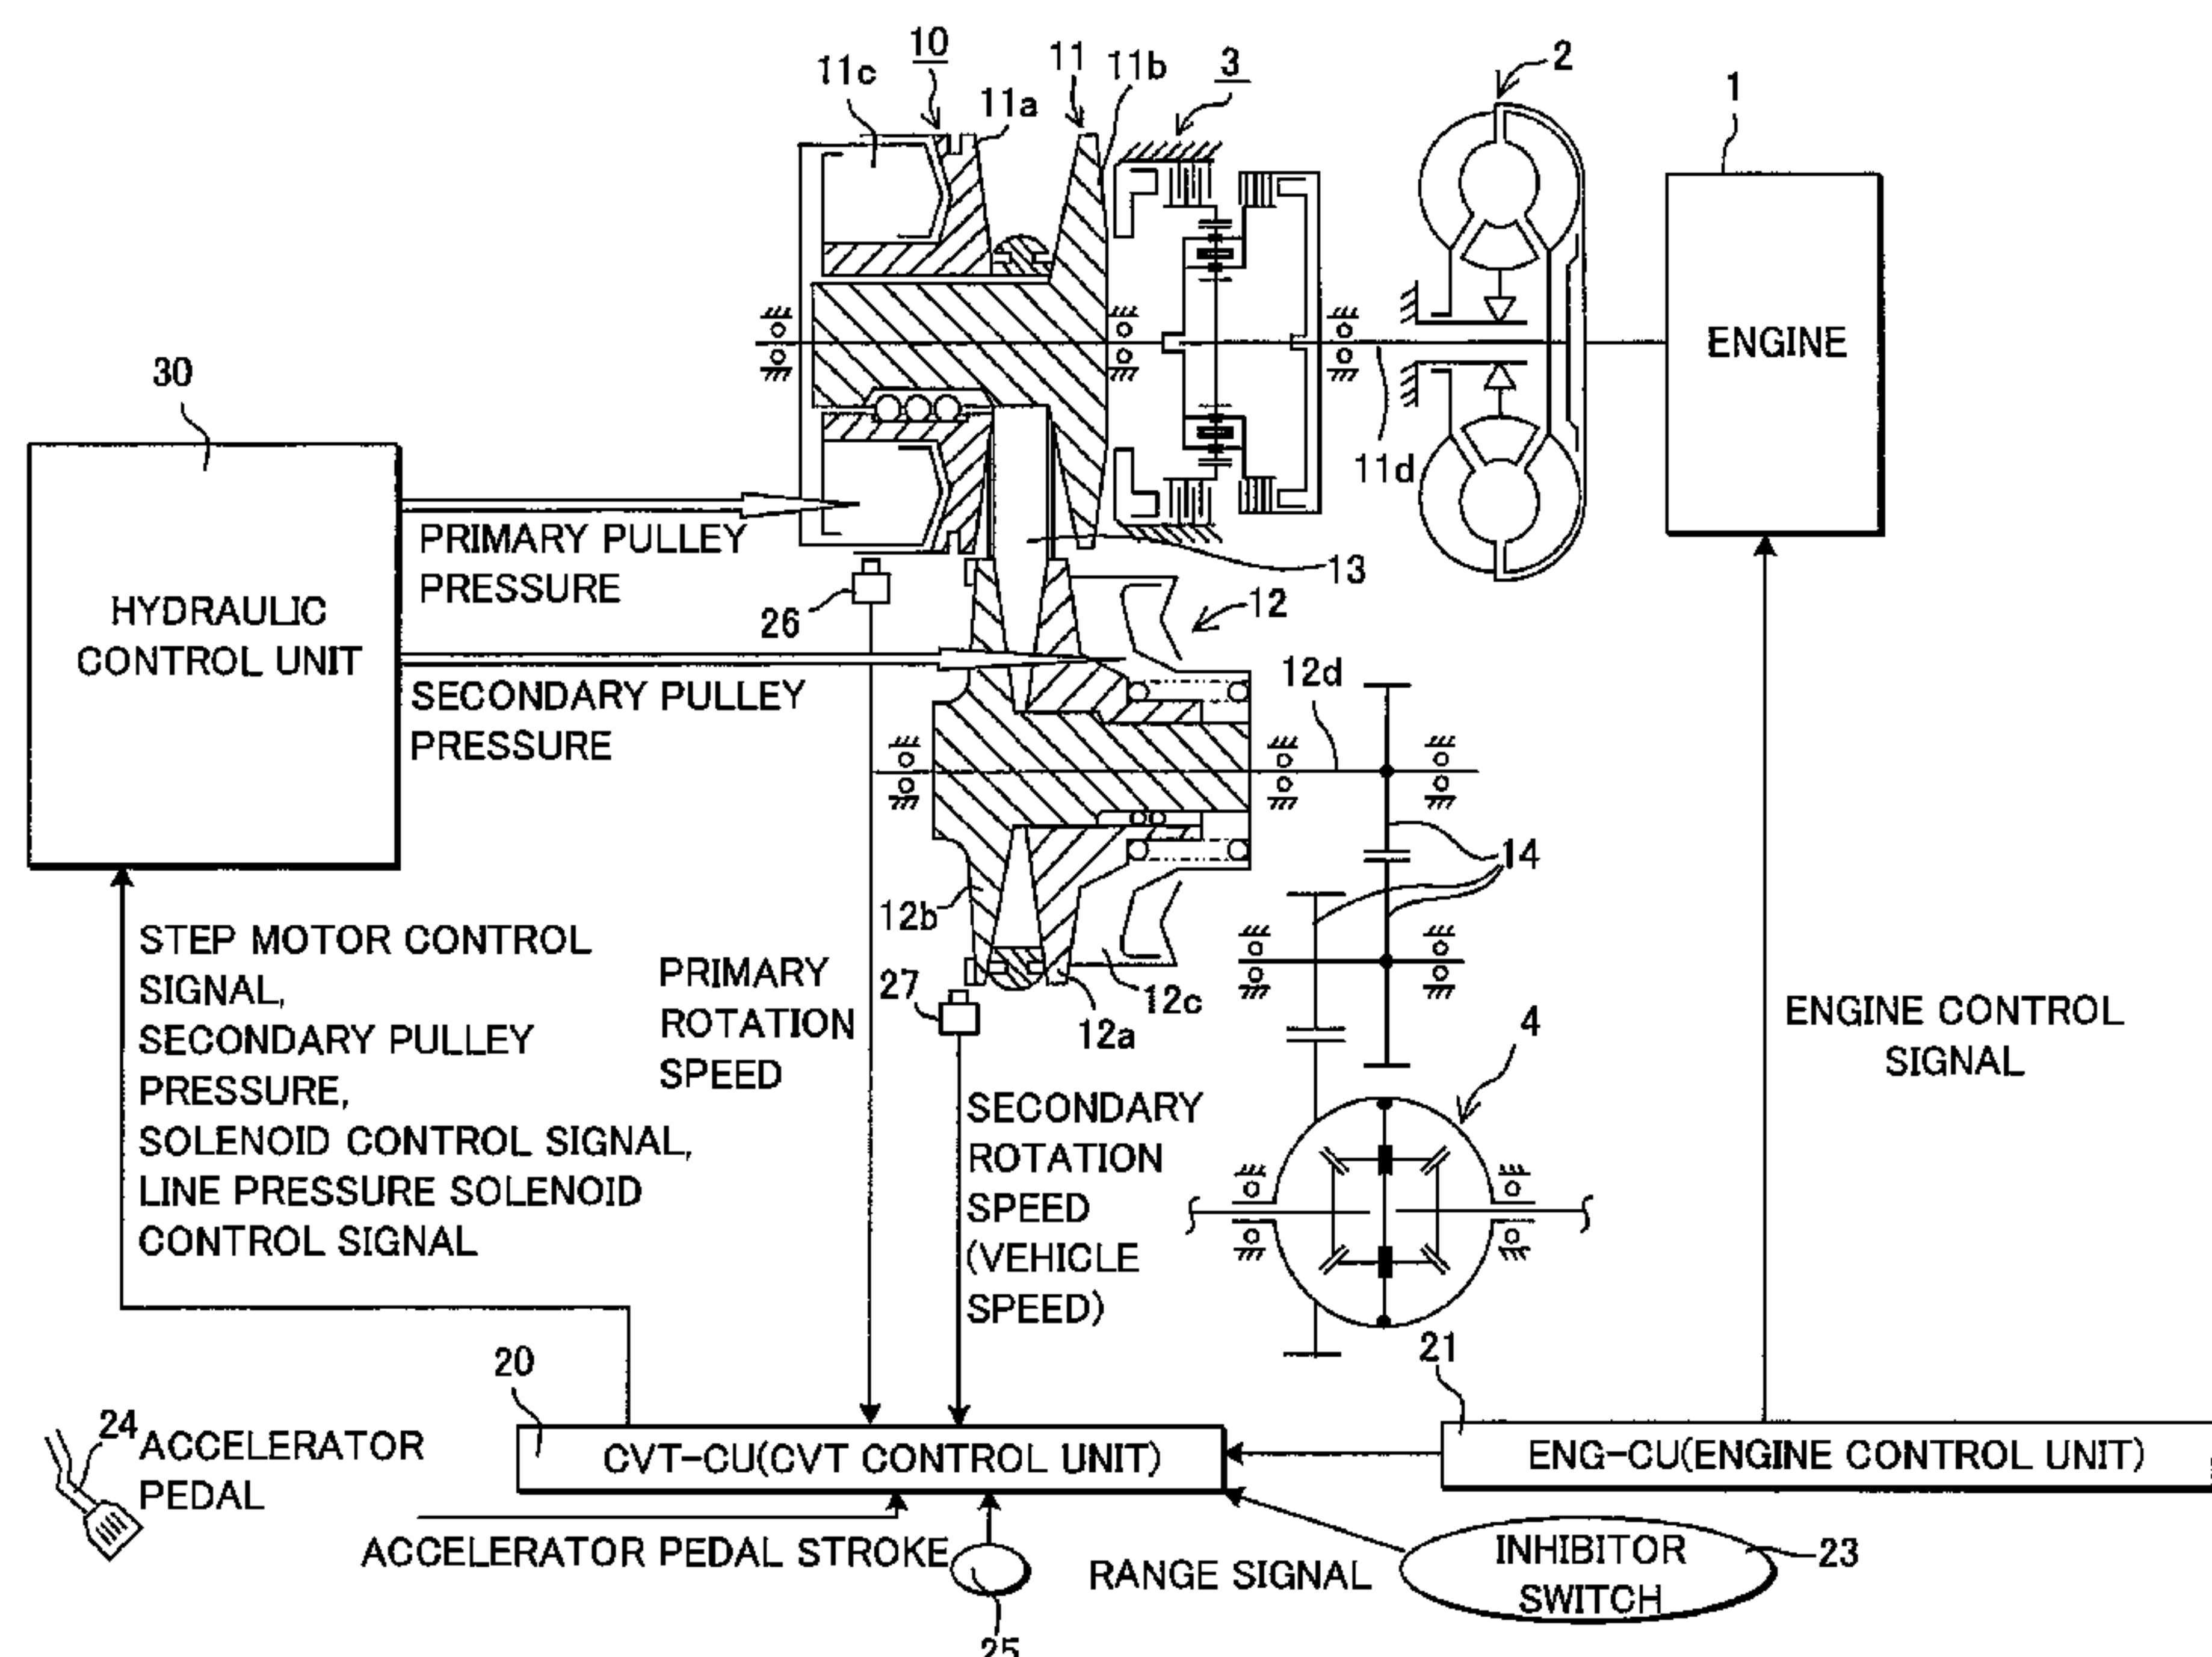 10
11
11b
3
2
11c
11a
1
ENGINE
30
11d
PRIMARY PULLEY
PRESSURE
13
HYDRAULIC
CONTROL UNIT
26
12
SECONDARY PULLEY
PRESSURE
12d
14
12b
STEP MOTOR CONTROL
SIGNAL,
SECONDARY PULLEY
PRESSURE,
SOLENOID CONTROL SIGNAL,
LINE PRESSURE SOLENOID
CONTROL SIGNAL
PRIMARY
ROTATION
SPEED
27
12c
12a
4
ENGINE CONTROL
SIGNAL
SECONDARY
ROTATION
SPEED
(VEHICLE
SPEED)
20
21
24
ACCELERATOR
PEDAL
CVT-CU(CVT CONTROL UNIT)
ENG-CU(ENGINE CONTROL UNIT)
ACCELERATOR PEDAL STROKE
RANGE SIGNAL
INHIBITOR
SWITCH
23
25